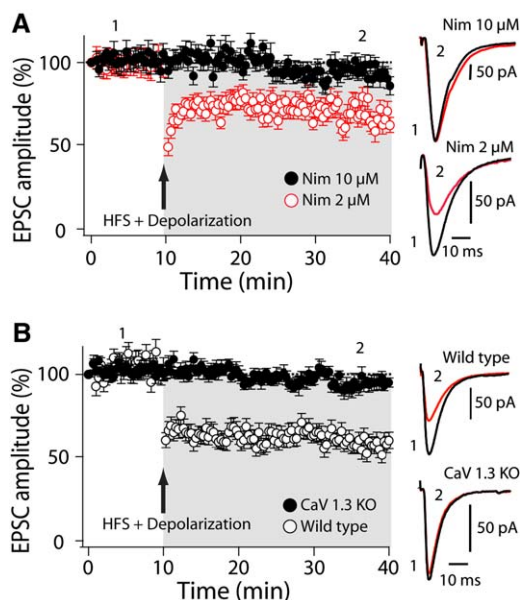 A
1
2
EPSC amplitude (%)
100
50
0
Nim 10 µM
Nim 2 µM
HFS + Depolarization
0
10
20
30
40
Time (min)
Nim 10 µM
2
50 pA
1
Nim 2 µM
2
50 pA
1
10 ms
B
1
2
EPSC amplitude (%)
100
50
0
CaV 1.3 KO
Wild type
HFS + Depolarization
0
10
20
30
40
Time (min)
Wild type
2
50 pA
1
CaV 1.3 KO
2
50 pA
1
10 ms